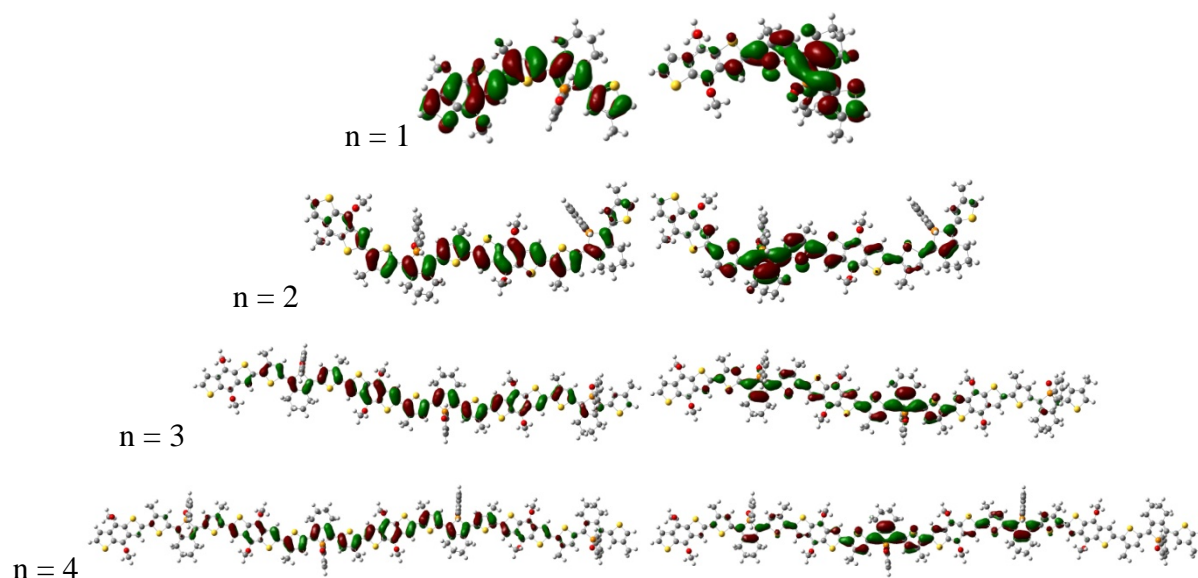 n = 1
n = 2
n = 3
n = 4